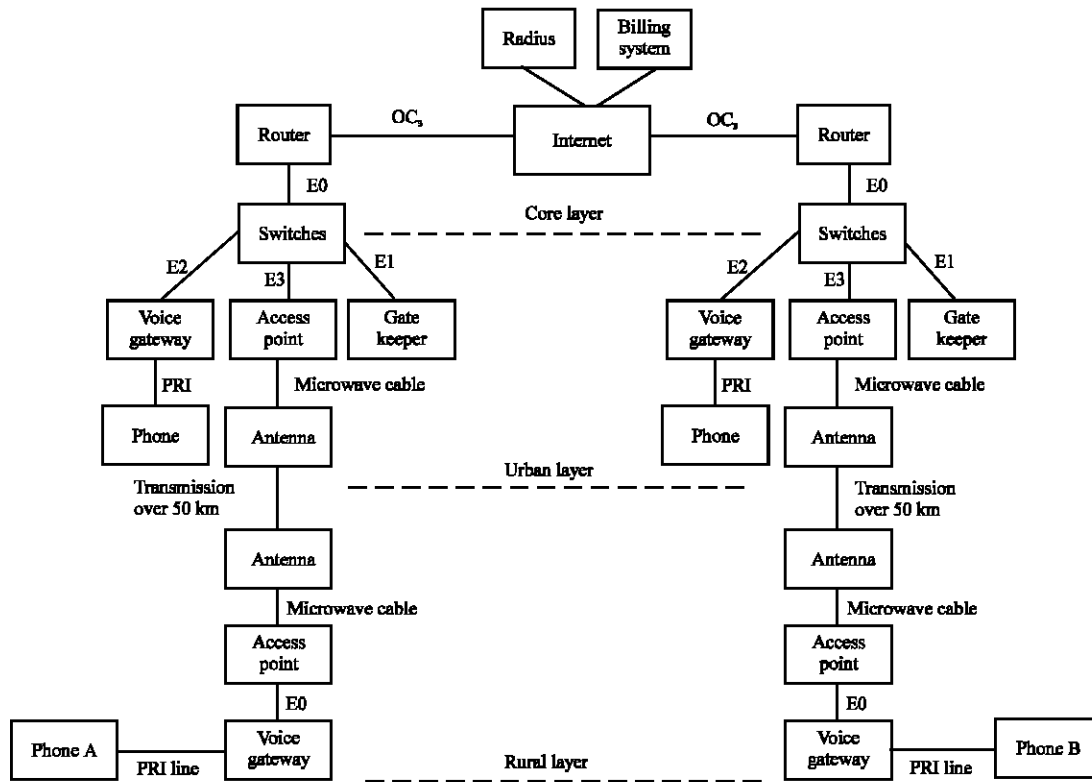 Radius
Billing
system
Router
OC₃
Internet
OC₃
Router
E0
E0
Core layer
Switches
Switches
E2
E3
E1
E2
E3
E1
Voice
gateway
Access
point
Gate
keeper
Voice
gateway
Access
point
Gate
keeper
PRI
Microwave cable
PRI
Microwave cable
Phone
Antenna
Phone
Antenna
Urban layer
Transmission
over 50 km
Transmission
over 50 km
Antenna
Antenna
Microwave cable
Microwave cable
Access
point
Access
point
E0
E0
Phone A
PRI line
Voice
gateway
Rural layer
Voice
gateway
PRI line
Phone B